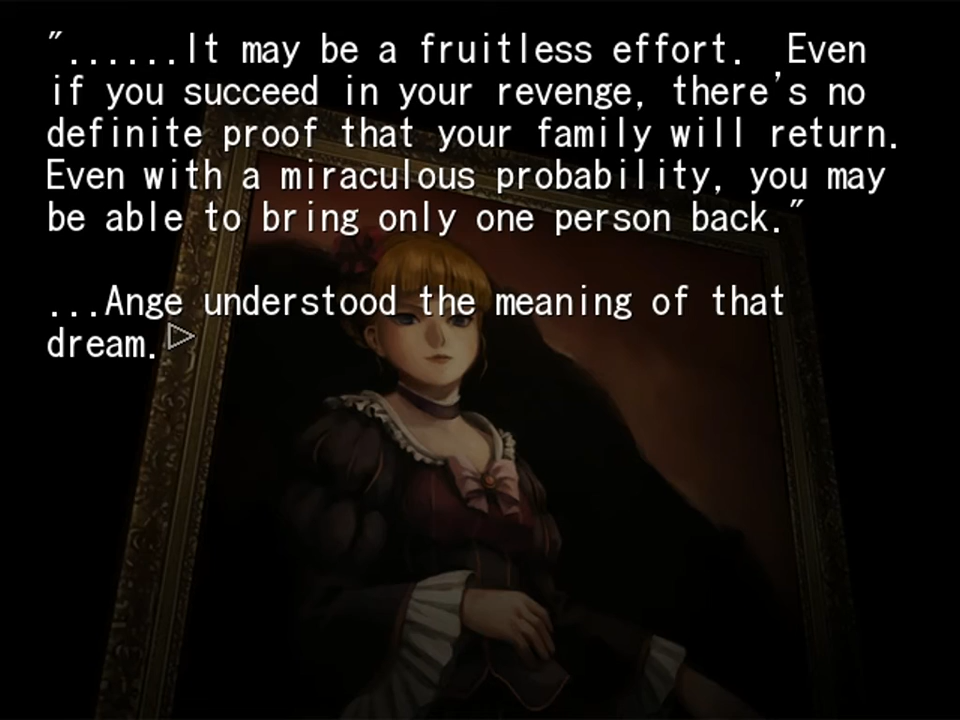 "......It may be a fruitless effort.  Even
if you succeed in your revenge, there's no
definite proof that your family will return.
Even with a miraculous probability, you may
be able to bring only one person back."
...Ange understood the meaning of that
dream.